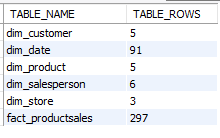 TABLE_NAME TABLE_ROWS
dim_customer 5
dim_date 91
dim_product 5
dim_salesperson 6
dim_store 3
fact_productsales 297